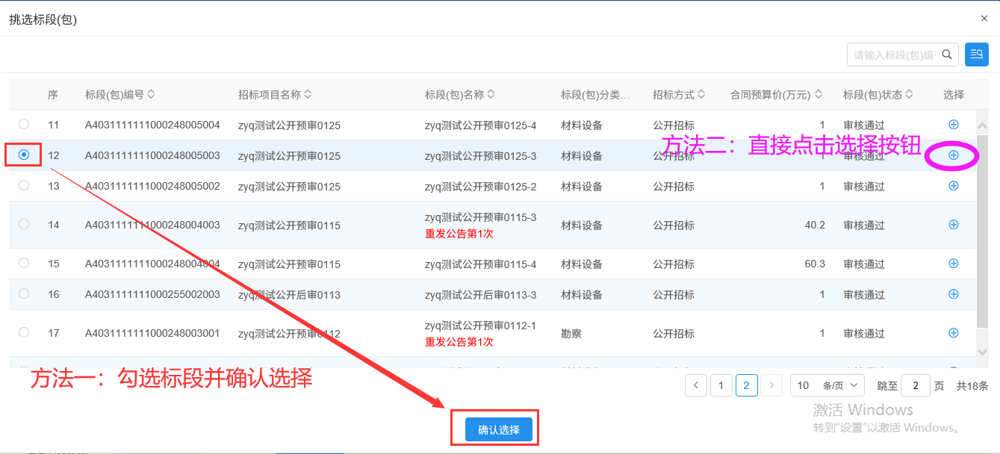 挑选标段(包)
×
请输入标段(包)编
序 标段(包)编号 招标项目名称 标段(包)名称 标段(包)分类... 招标方式 合同预算价(万元) 标段(包)状态 选择
11 A4031111111000248005004 zyq测试公开预审0125 zyq测试公开预审0125-4 材料设备 公开招标 1 审核通过
方法二：直接点击选择按钮
12 A4031111111000248005003 zyq测试公开预审0125 zyq测试公开预审0125-3 材料设备 公开招标 1 审核通过
13 A4031111111000248005002 zyq测试公开预审0125 zyq测试公开预审0125-2 材料设备 公开招标 1 审核通过
14 A4031111111000248004003 zyq测试公开预审0115 zyq测试公开预审0115-3 材料设备 公开招标 40.2 审核通过
重发公告第1次
15 A4031111111000248004004 zyq测试公开预审0115 zyq测试公开预审0115-4 材料设备 公开招标 60.3 审核通过
16 A4031111111000255002003 zyq测试公开后审0113 zyq测试公开后审0113-3 材料设备 公开招标 1 审核通过
17 A4031111111000248003001 zyq测试公开预审0112 zyq测试公开预审0112-1 勘察 公开招标 1 审核通过
重发公告第1次
方法一：勾选标段并确认选择
< 1 2 > 10 条/页 跳至 2 页 共18条
激活 Windows
转到"设置"以激活 Windows。
确认选择